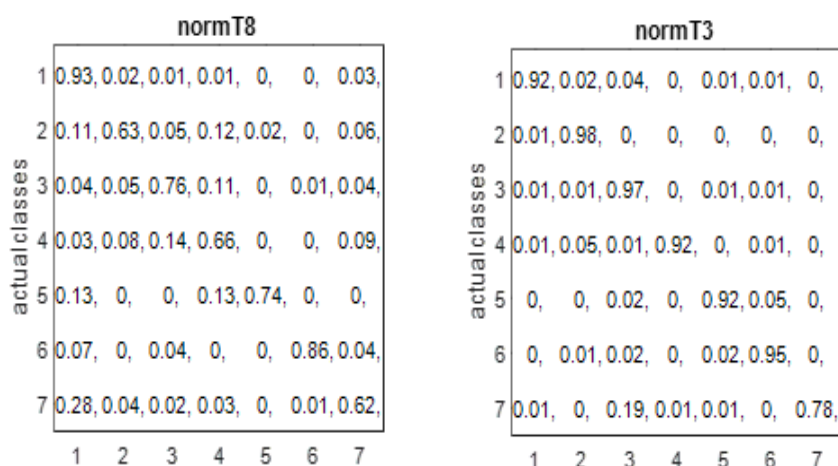 normT8
actualclasses
1 0.93, 0.02, 0.01, 0.01, 0, 0, 0.03,
2 0.11, 0.63, 0.05, 0.12, 0.02, 0, 0.06,
3 0.04, 0.05, 0.76, 0.11, 0, 0.01, 0.04,
4 0.03, 0.08, 0.14, 0.66, 0, 0, 0.09,
5 0.13, 0, 0, 0.13, 0.74, 0, 0,
6 0.07, 0, 0.04, 0, 0, 0.86, 0.04,
7 0.28, 0.04, 0.02, 0.03, 0, 0.01, 0.62,
1 2 3 4 5 6 7
normT3
actualclasses
1 0.92, 0.02, 0.04, 0, 0.01, 0.01, 0,
2 0.01, 0.98, 0, 0, 0, 0, 0,
3 0.01, 0.01, 0.97, 0, 0.01, 0.01, 0,
4 0.01, 0.05, 0.01, 0.92, 0, 0.01, 0,
5 0, 0, 0.02, 0, 0.92, 0.05, 0,
6 0, 0.01, 0.02, 0, 0.02, 0.95, 0,
7 0.01, 0, 0.19, 0.01, 0.01, 0, 0.78,
1 2 3 4 5 6 7